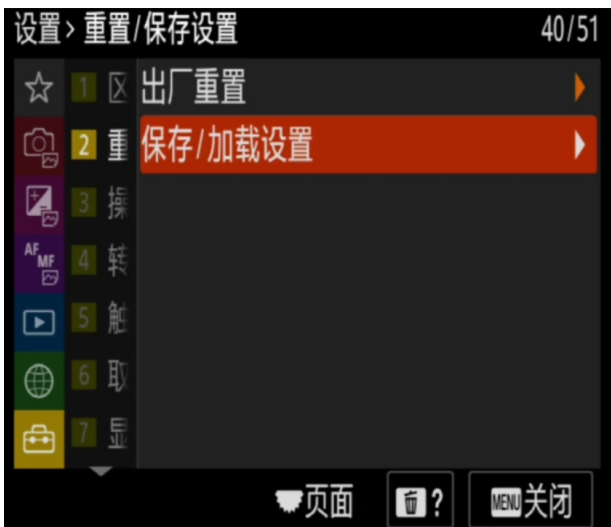 设置>重置/保存设置 40/51
1 区 出厂重置
2 重 保存/加载设置
3 操
AF MF 4 转
5 触
6 取
7 显
页面 ? MENU 关闭